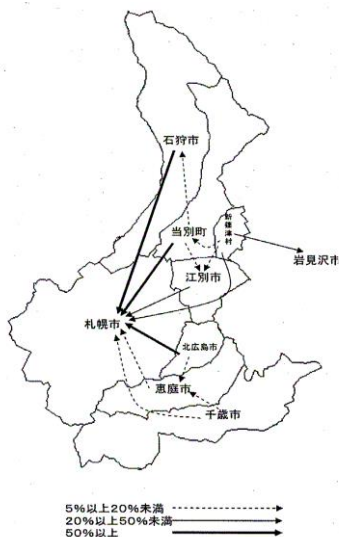 石狩市
新篠津村
当別町
岩見沢市
江別市
札幌市
北広島市
恵庭市
千歳市
5%以上20%未満
20%以上50%未満
50%以上